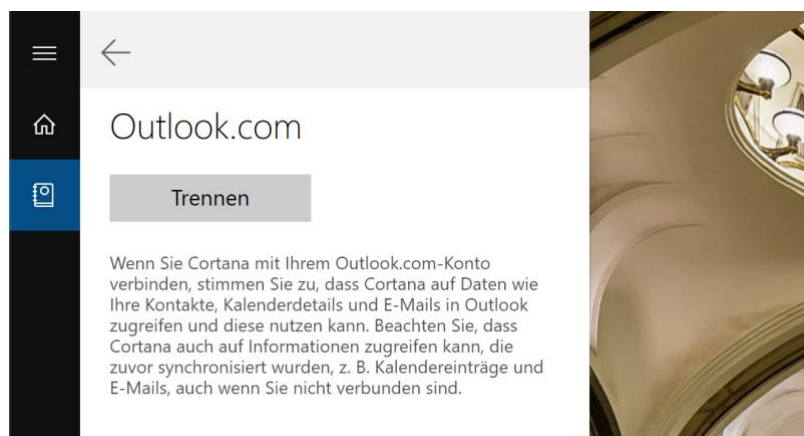 Outlook.com
Trennen
Wenn Sie Cortana mit Ihrem Outlook.com-Konto
verbinden, stimmen Sie zu, dass Cortana auf Daten wie
Ihre Kontakte, Kalenderdetails und E-Mails in Outlook
zugreifen und diese nutzen kann. Beachten Sie, dass
Cortana auch auf Informationen zugreifen kann, die
zuvor synchronisiert wurden, z. B. Kalendereinträge und
E-Mails, auch wenn Sie nicht verbunden sind.